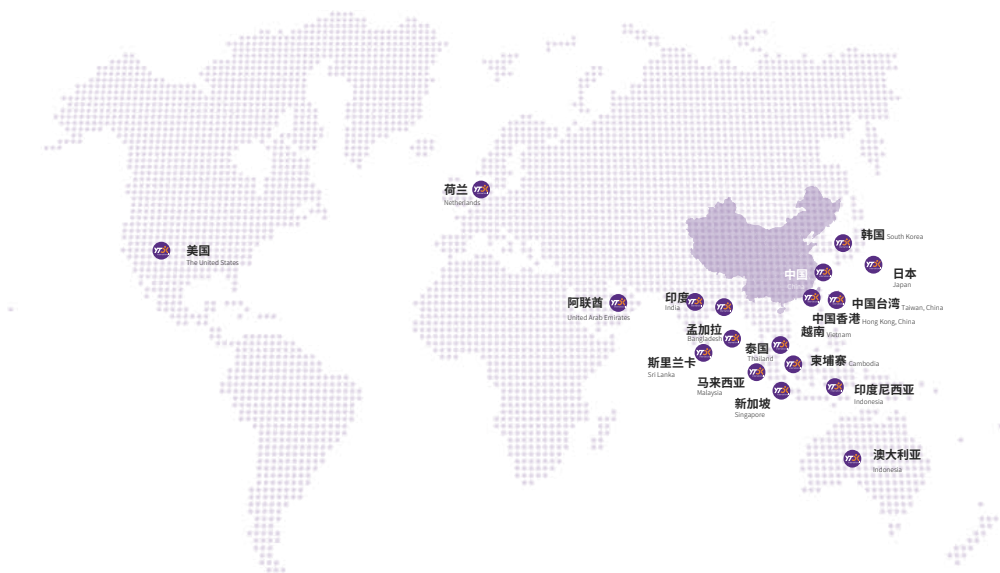 荷兰
Netherlands
韩国 South Korea
美国
The United States
中国
日本
Japan
阿联酋
United Arab Emirates
印度
India
中国台湾 Taiwan, China
中国香港 Hong Kong, China
孟加拉
Bangladesh
越南 Vietnam
泰国
Thailand
斯里兰卡
Sri Lanka
柬埔寨 Cambodia
马来西亚
Malaysia
印度尼西亚
Indonesia
新加坡
Singapore
澳大利亚
Indonesia